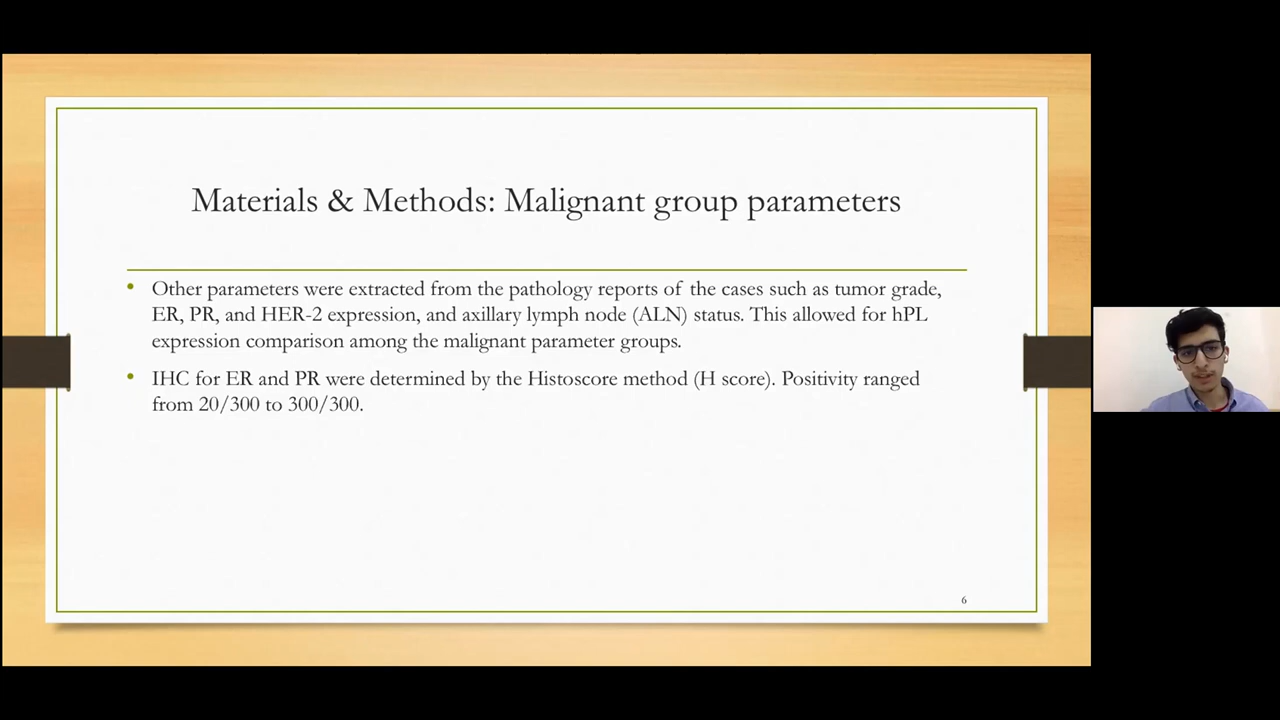 Materials & Methods: Malignant group parameters
• Other parameters were extracted from the pathology reports of the cases such as tumor grade,
ER, PR, and HER-2 expression, and axillary lymph node (ALN) status. This allowed for hPL
expression comparison among the malignant parameter groups.
• IHC for ER and PR were determined by the Histoscore method (H score). Positivity ranged
from 20/300 to 300/300.
6